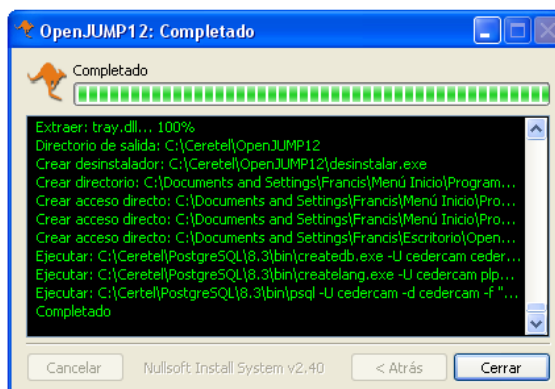 OpenJUMP12: Completado
Completado
Extraer: tray.dll... 100%
Directorio de salida: C:\Ceretel\OpenJUMP12
Crear desinstalador: C:\Ceretel\OpenJUMP12\desinstalar.exe
Crear directorio: C:\Documents and Settings\Francis\Menú Inicio\Program...
Crear acceso directo: C:\Documents and Settings\Francis\Menú Inicio\Pro...
Crear acceso directo: C:\Documents and Settings\Francis\Menú Inicio\Pro...
Crear acceso directo: C:\Documents and Settings\Francis\Escritorio\Open...
Ejecutar: C:\Ceretel\PostgreSQL\8.3\bin\createdb.exe -U cedercam ceder...
Ejecutar: C:\Ceretel\PostgreSQL\8.3\bin\createlang.exe -U cedercam plp...
Ejecutar: C:\Certel\PostgreSQL\8.3\bin\psql -U cedercam -d cedercam -f "...
Completado
Cancelar Nullsoft Install System v2.40 < Atrás Cerrar